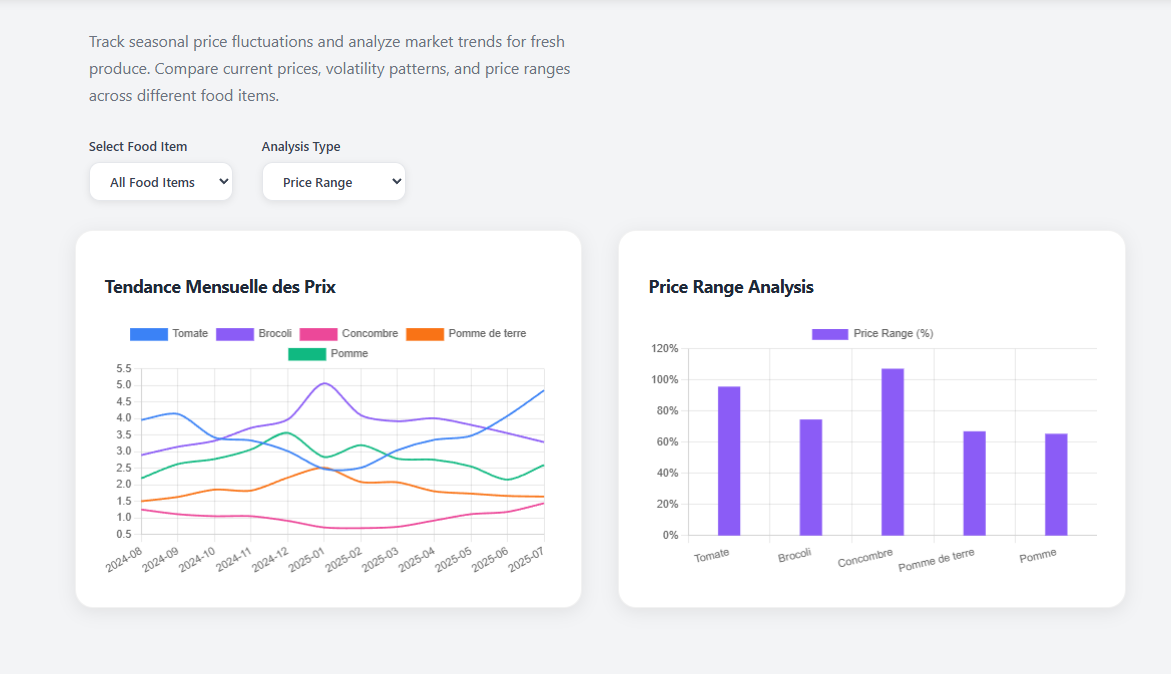 Track seasonal price fluctuations and analyze market trends for fresh
produce. Compare current prices, volatility patterns, and price ranges
across different food items.
Select Food Item
Analysis Type
All Food Items
Price Range
Tendance Mensuelle des Prix
Tomate Brocoli Concombre Pomme de terre
Pomme
5.5
5.0
4.5
4.0
3.5
3.0
2.5
2.0
1.5
1.0
0.5
2024-08 2024-09 2024-10 2024-11 2024-12 2025-01 2025-02 2025-03 2025-04 2025-05 2025-06 2025-07
Price Range Analysis
Price Range (%)
120%
100%
80%
60%
40%
20%
0%
Tomate Brocoli Concombre Pomme de terre Pomme